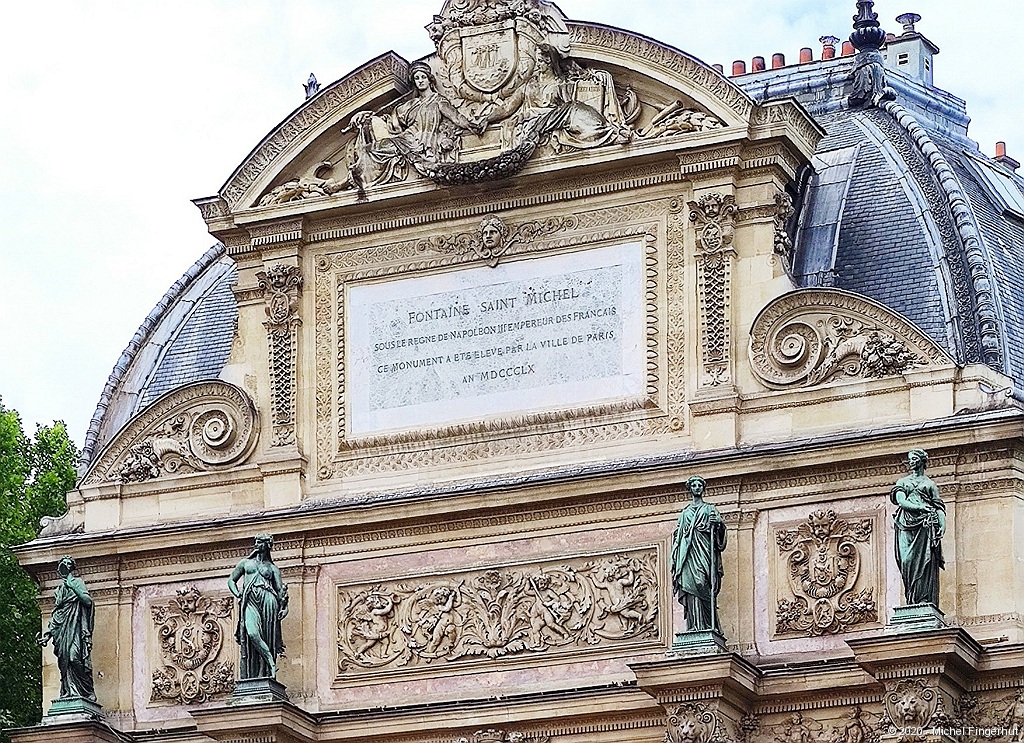 FONTAINE SAINT MICHEL
SOUS LE REGNE DE NAPOLEON III EMPEREUR DES FRANCAIS
CE MONUMENT A ETE ELEVE PAR LA VILLE DE PARIS
AN MDCCCLX
© 2020 - Michel Fingerhut